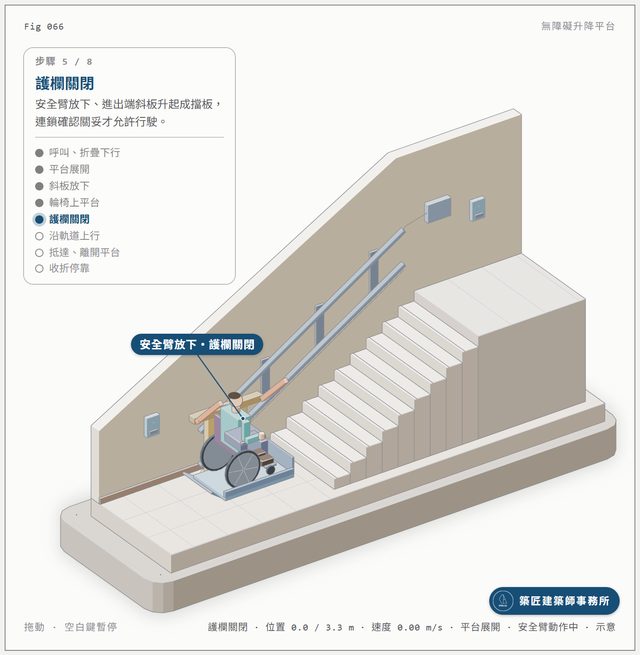 Fig 066
無障礙升降平台
步驟 5 / 8
護欄關閉
安全臂放下、進出端斜板升起成擋板，
連鎖確認關妥才允許行駛。
呼叫、折疊下行
平台展開
斜板放下
輪椅上平台
護欄關閉
沿軌道上行
抵達、離開平台
收折停靠
安全臂放下・護欄關閉
築匠建築師事務所
拖動 · 空白鍵暫停
護欄關閉 · 位置 0.0 / 3.3 m · 速度 0.00 m/s · 平台展開 · 安全臂動作中 · 示意